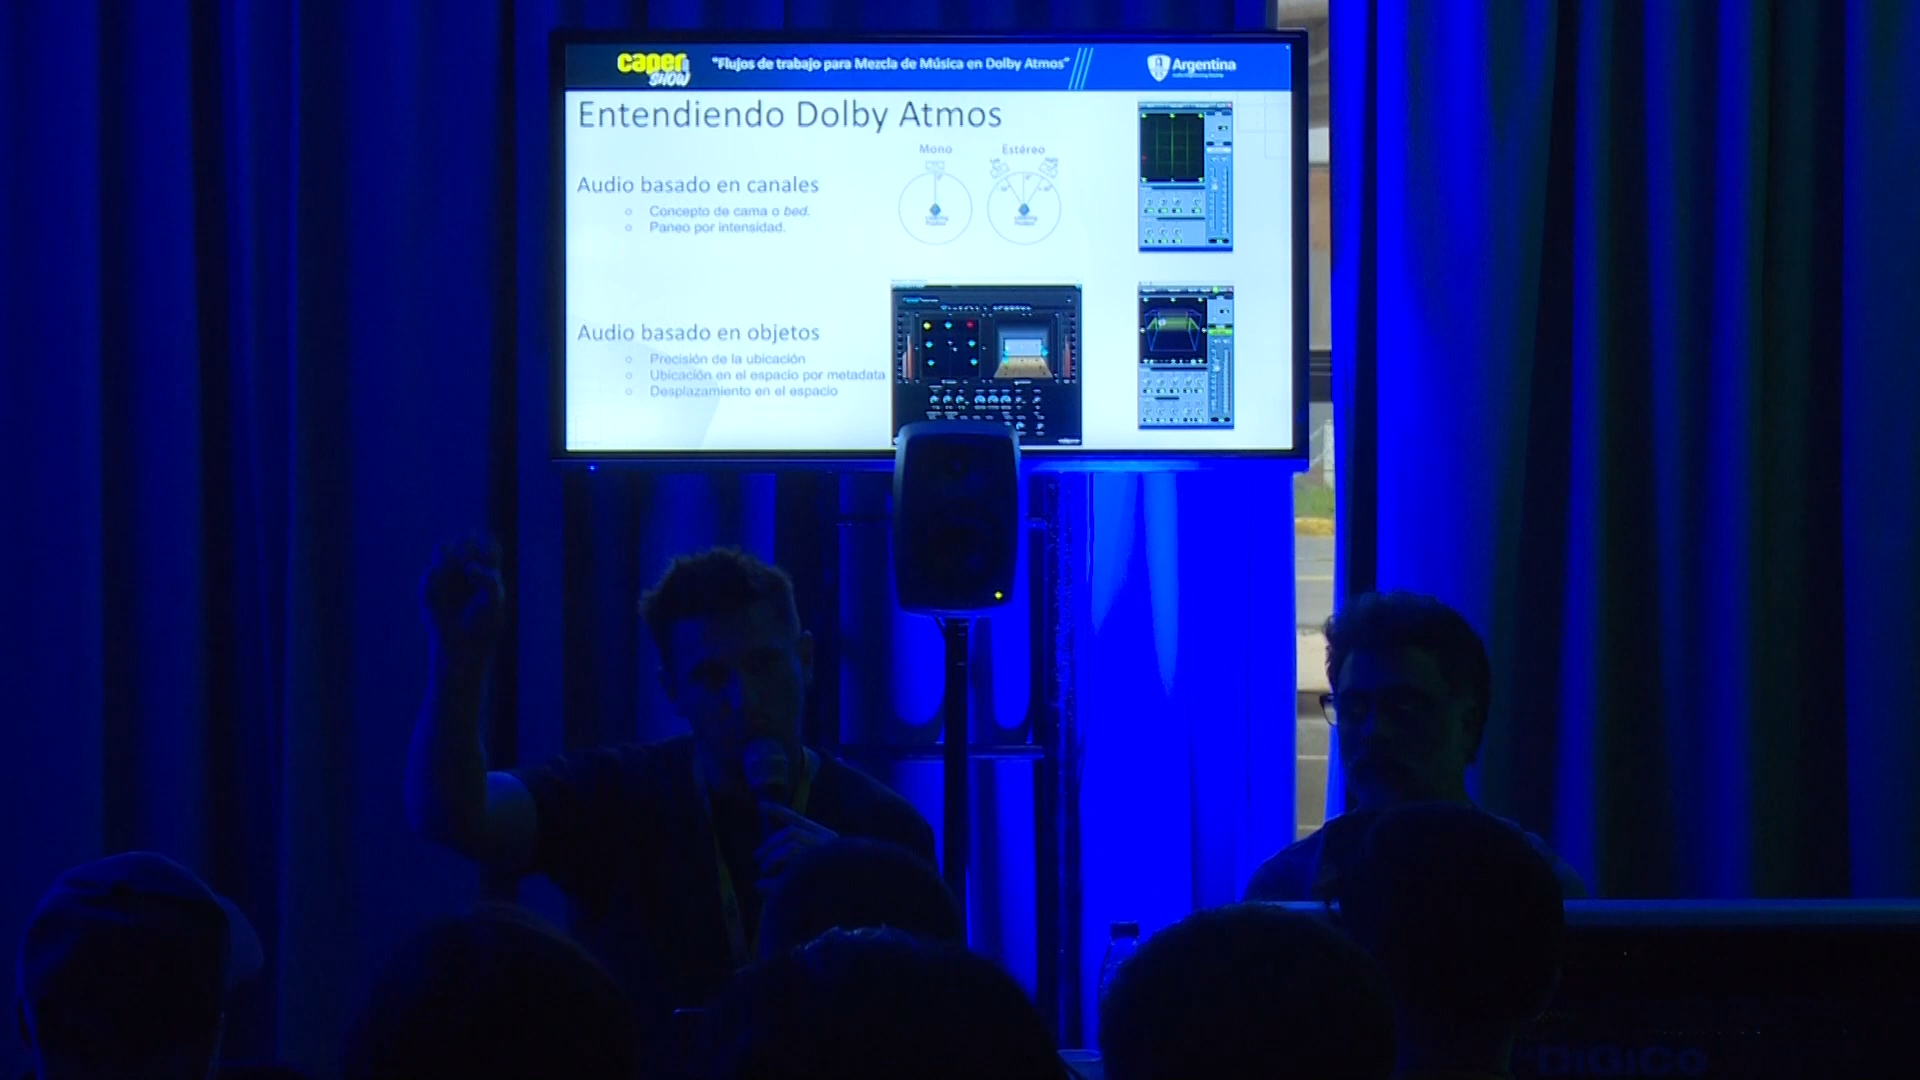 caper SHOW
"Flujos de trabajo para Mezcla de Música en Dolby Atmos"
Argentina
Entendiendo Dolby Atmos
Mono
Estéreo
Audio basado en canales
Concepto de cama o bed.
Paneo por intensidad.
Audio basado en objetos
Precisión de la ubicación
Ubicación en el espacio por metadata
Desplazamiento en el espacio
DiGiCo